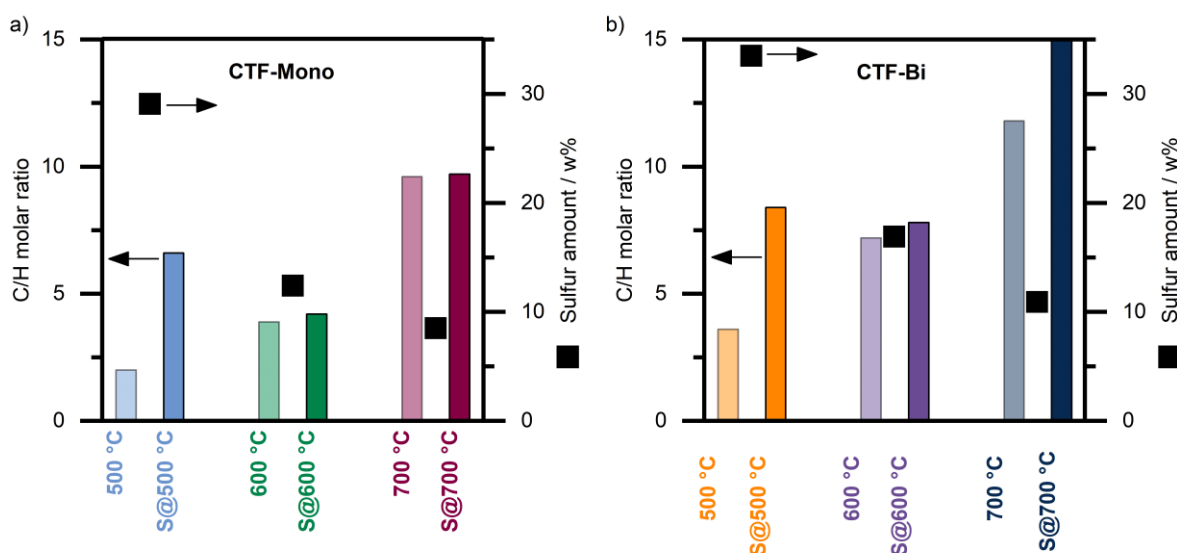 a)
CTF-Mono
C/H molar ratio
15
10
5
0
Sulfur amount / w%
30
20
10
0
500 °C
S@500 °C
600 °C
S@600 °C
700 °C
S@700 °C
b)
CTF-Bi
C/H molar ratio
15
10
5
0
Sulfur amount / w%
30
20
10
0
500 °C
S@500 °C
600 °C
S@600 °C
700 °C
S@700 °C